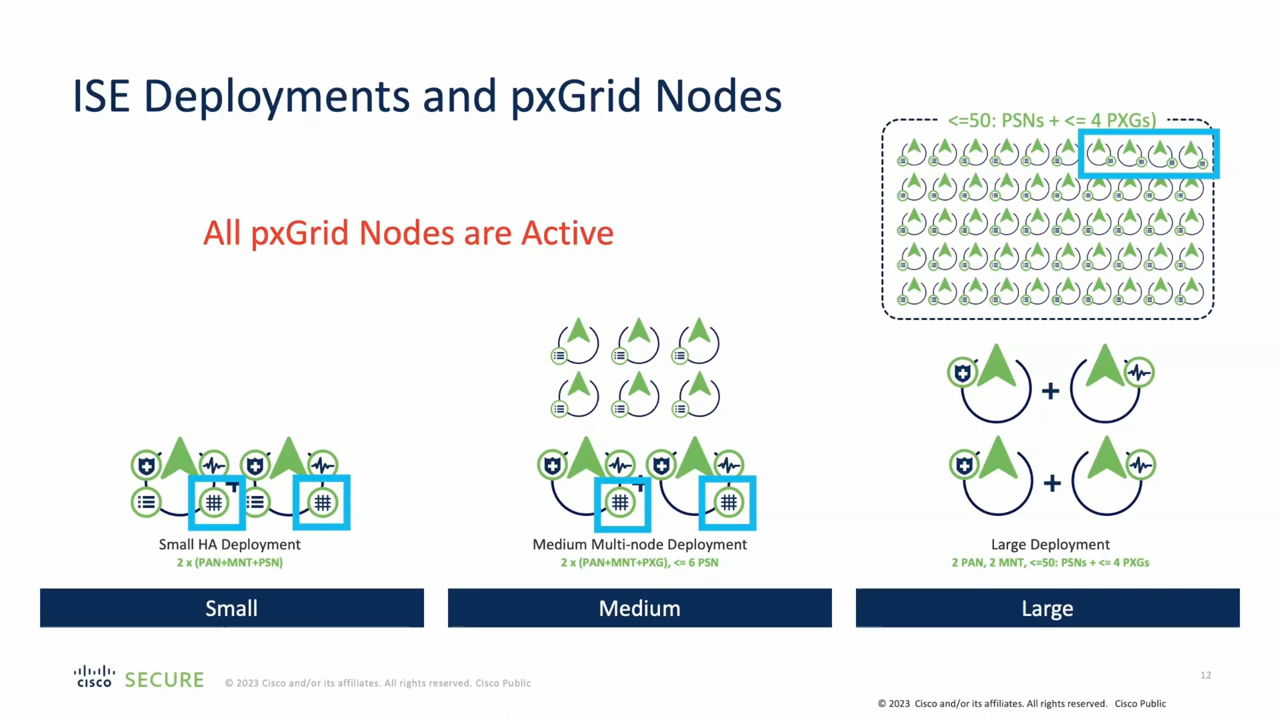 ISE Deployments and pxGrid Nodes
<=50: PSNs + <= 4 PXGs)
All pxGrid Nodes are Active
+
+
+
+
Small HA Deployment
2 x (PAN+MNT+PSN)
Medium Multi-node Deployment
2 x (PAN+MNT+PXG), <= 6 PSN
Large Deployment
2 PAN, 2 MNT, <=50: PSNs + <= 4 PXGs
Small
Medium
Large
CISCO SECURE
© 2023 Cisco and/or its affiliates. All rights reserved. Cisco Public
12
© 2023 Cisco and/or its affiliates. All rights reserved. Cisco Public